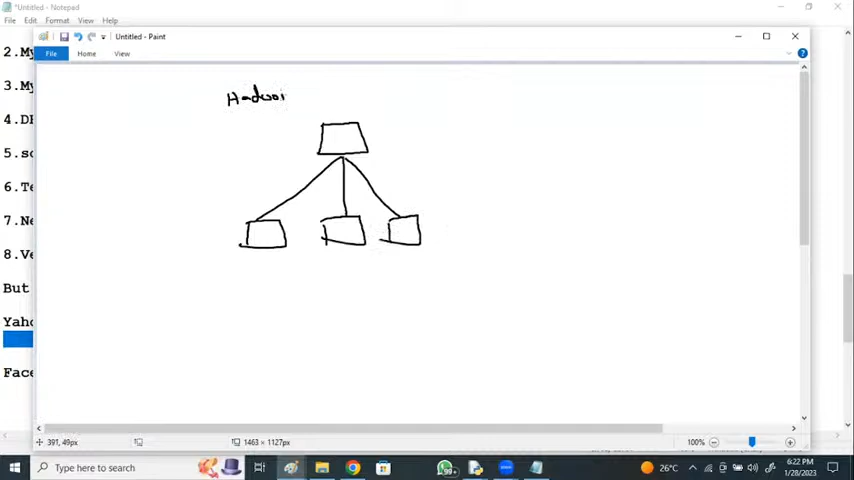 *Untitled - Notepad
File Edit Format View Help
Untitled - Paint
File Home View
2.My
3.My
4.DH
5.sc
6.Te
7.Ne
8.Ve
But
Yaho
Face
391, 49px 1463 × 1127px 100%
Type here to search 99+ 26°C 6:22 PM
1/28/2023